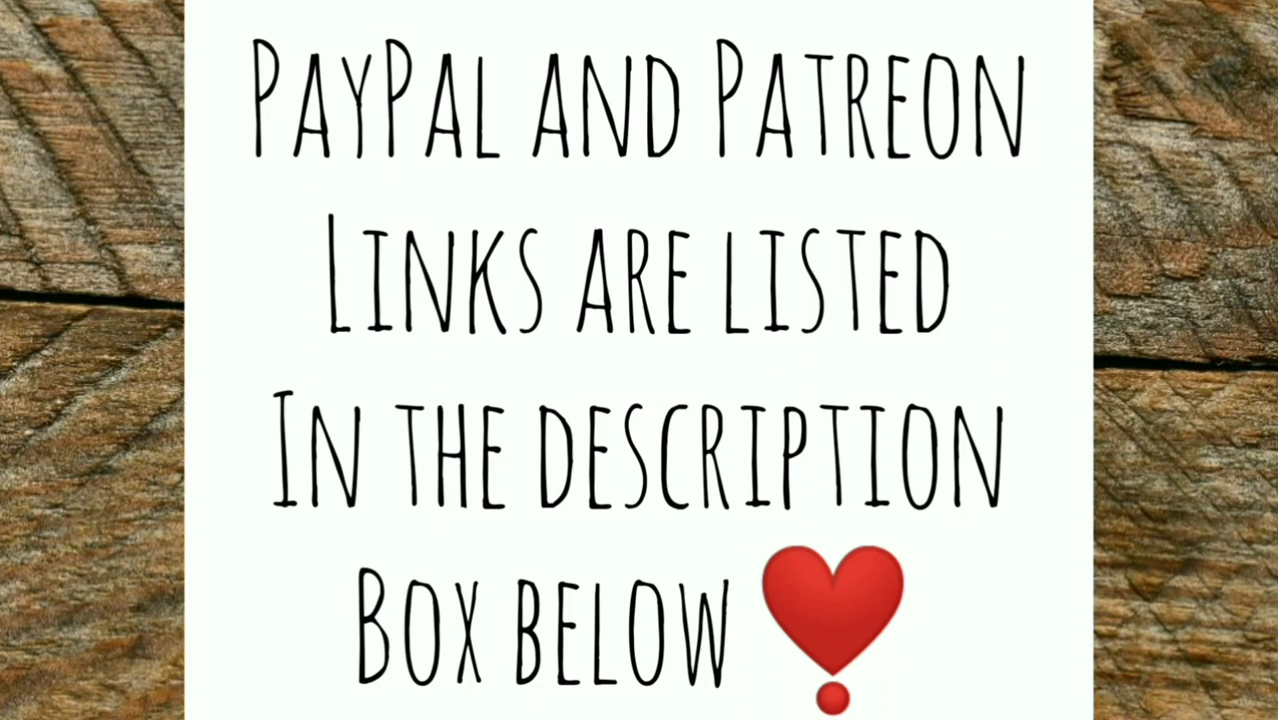 PayPal and Patreon
Links are listed
In the description
Box below ❣